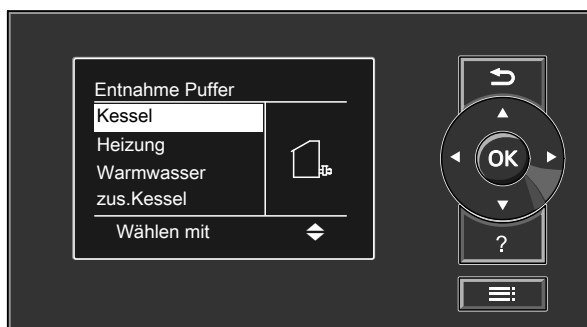 Entnahme Puffer
Kessel
Heizung
Warmwasser
zus.Kessel
Wählen mit
OK
?